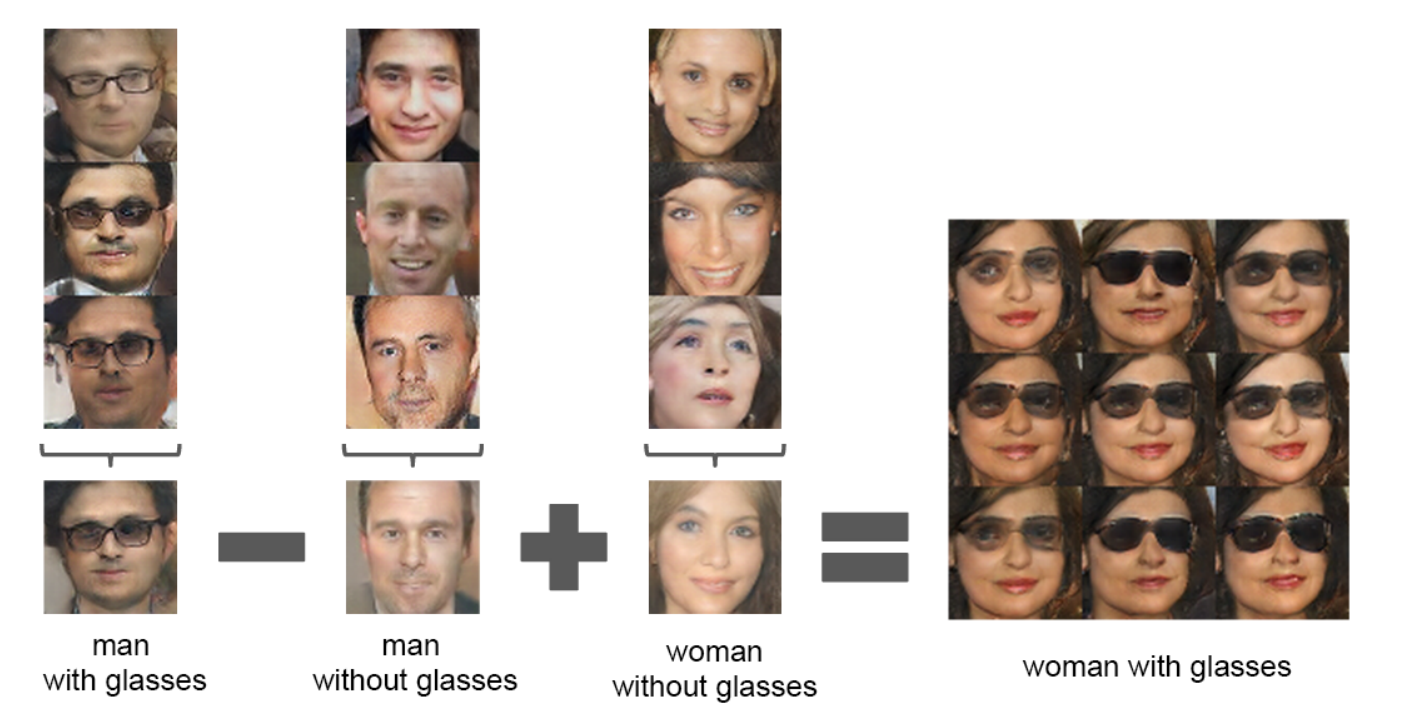 man
with glasses
man
without glasses
woman
without glasses
woman with glasses